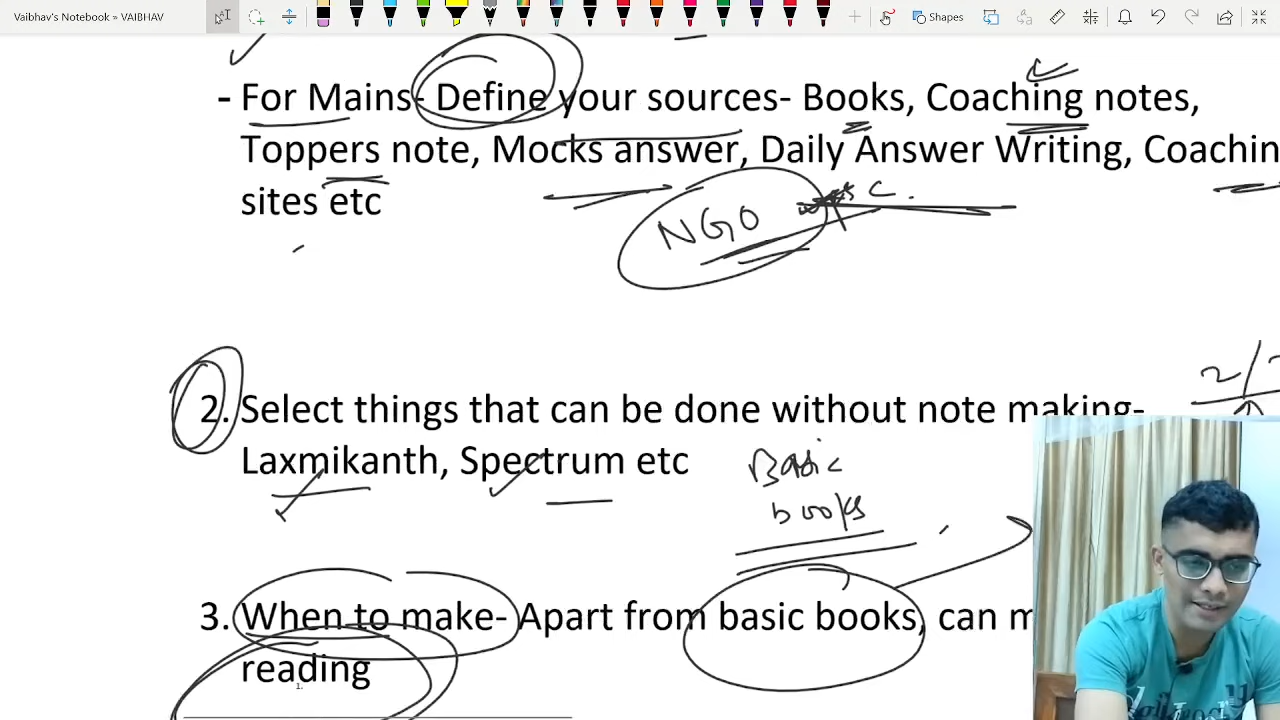 Vaibhav's Notebook » VAIBHAV
Shapes
- For Mains- Define your sources- Books, Coaching notes,
Toppers note, Mocks answer, Daily Answer Writing, Coachin
sites etc
NGO
C.
2. Select things that can be done without note making-
Laxmikanth, Spectrum etc
Basic
books
3. When to make- Apart from basic books, can m
reading
1.